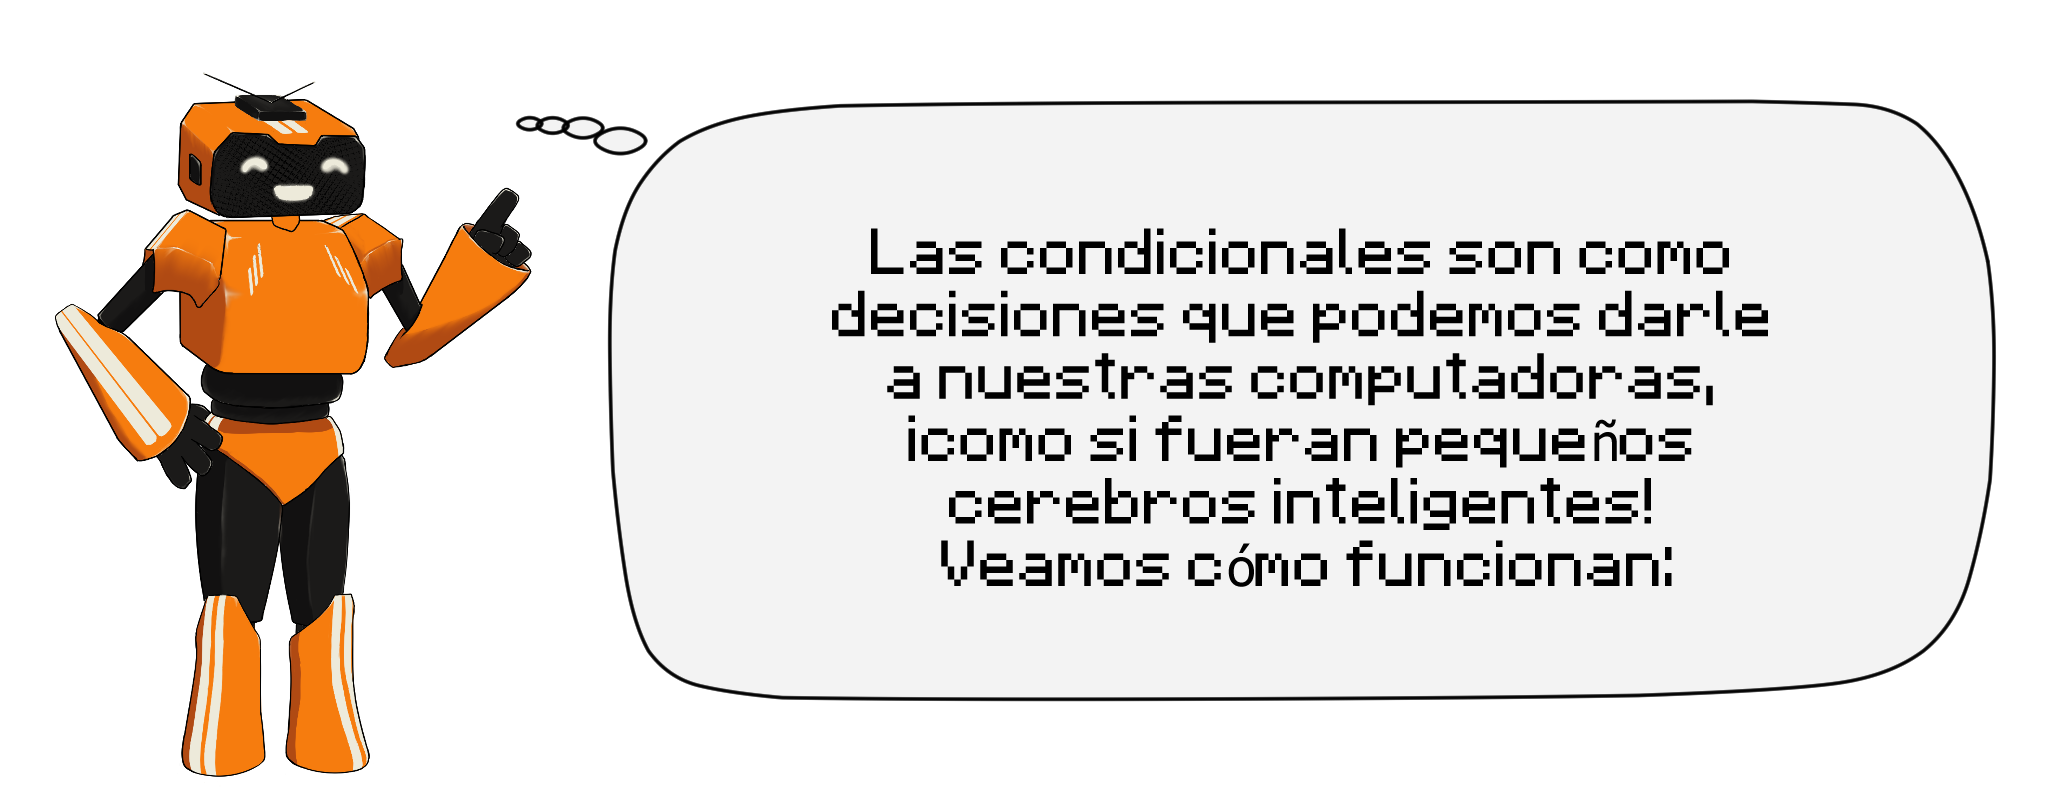 Las condicionales son como
decisiones que podemos darle
a nuestras computadoras,
¡como si fueran pequeños
cerebros inteligentes!
Veamos cómo funcionan: